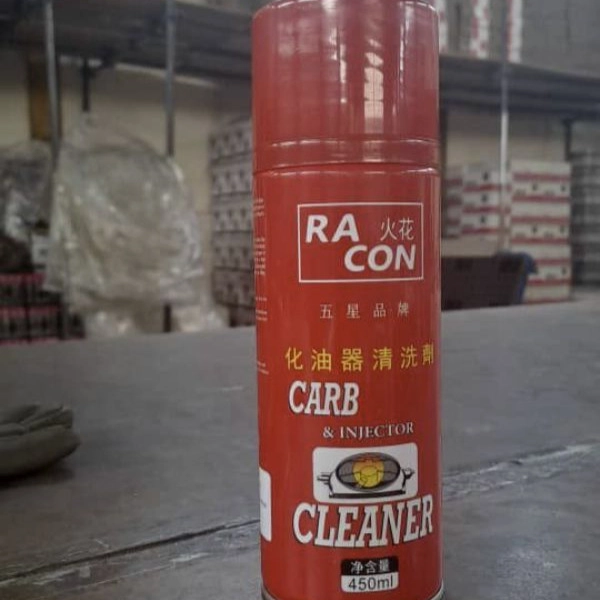 RA 火花
CON
五星品牌
化油器清洗劑
CARB
& INJECTOR
CLEANER
净含量
450ml